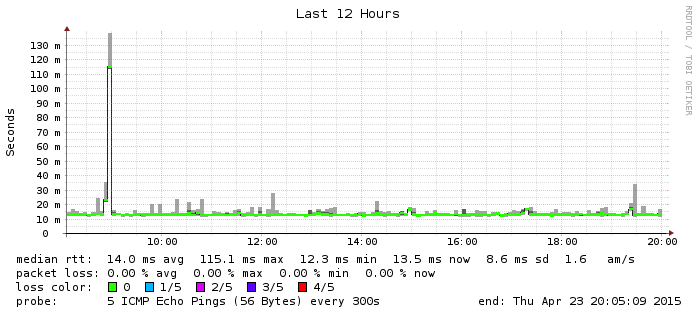 Last 12 Hours
RRDTOOL / TOBI OETIKER
Seconds
130 m
120 m
110 m
100 m
90 m
80 m
70 m
60 m
50 m
40 m
30 m
20 m
10 m
0
10:00 12:00 14:00 16:00 18:00 20:00
median rtt: 14.0 ms avg 115.1 ms max 12.3 ms min 13.5 ms now 8.6 ms sd 1.6 am/s
packet loss: 0.00 % avg 0.00 % max 0.00 % min 0.00 % now
loss color: 0 1/5 2/5 3/5 4/5
probe: 5 ICMP Echo Pings (56 Bytes) every 300s end: Thu Apr 23 20:05:09 2015